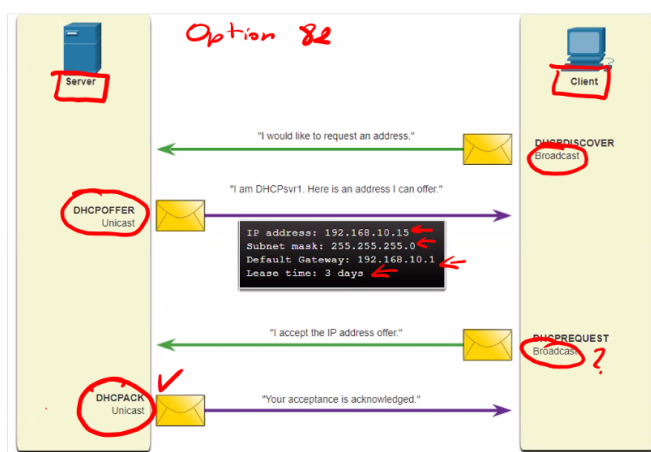 Option 82
Server
Client
"I would like to request an address."
DHCPDISCOVER
Broadcast
"I am DHCPsvr1. Here is an address I can offer."
DHCPOFFER
Unicast
IP address: 192.168.10.15
Subnet mask: 255.255.255.0
Default Gateway: 192.168.10.1
Lease time: 3 days
"I accept the IP address offer."
DHCPREQUEST
Broadcast ?
DHCPACK
Unicast
"Your acceptance is acknowledged."